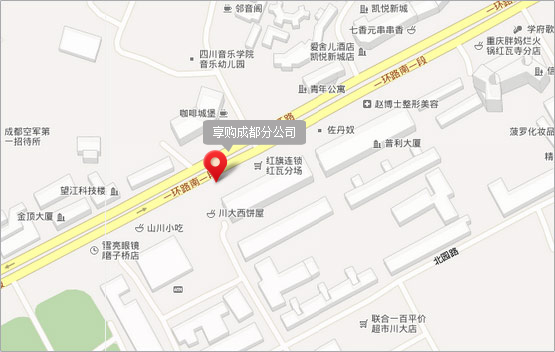 邻音阁
凯悦新城
七香元串串香
学府歌
四川音乐学院
音乐幼儿园
爱舍儿酒店
凯悦新城店
重庆胖妈烂火
锅红瓦寺分店
信
二环路南一段
青年公寓
赵博士整形美容
咖啡城堡
路
享购成都分公司
佐丹奴
成都空军第
一招待所
菠萝化妆品
普利大厦
精
红旗连锁
红瓦分场
望江科技楼
一环路南一段
金顶大厦
川大西饼屋
山川小吃
锃亮眼镜
磨子桥店
北园路
联合一百平价
超市川大店